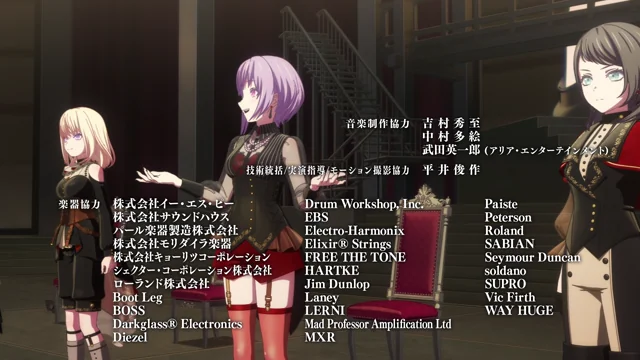 音楽制作協力 吉村秀至
中村多絵
武田英一郎 (アリア・エンターテインメント)
技術統括/実演指導/モーション撮影協力 平井俊作
楽器協力 株式会社イー・エス・ピー Drum Workshop, Inc. Paiste
株式会社サウンドハウス EBS Peterson
パール楽器製造株式会社 Electro-Harmonix Roland
株式会社モリダイラ楽器 Elixir® Strings SABIAN
株式会社キョーリツコーポレーション FREE THE TONE Seymour Duncan
シェクター・コーポレーション株式会社 HARTKE soldano
ローランド株式会社 Jim Dunlop SUPRO
Boot Leg Laney Vic Firth
BOSS LERNI WAY HUGE
Darkglass® Electronics Mad Professor Amplification Ltd
Diezel MXR